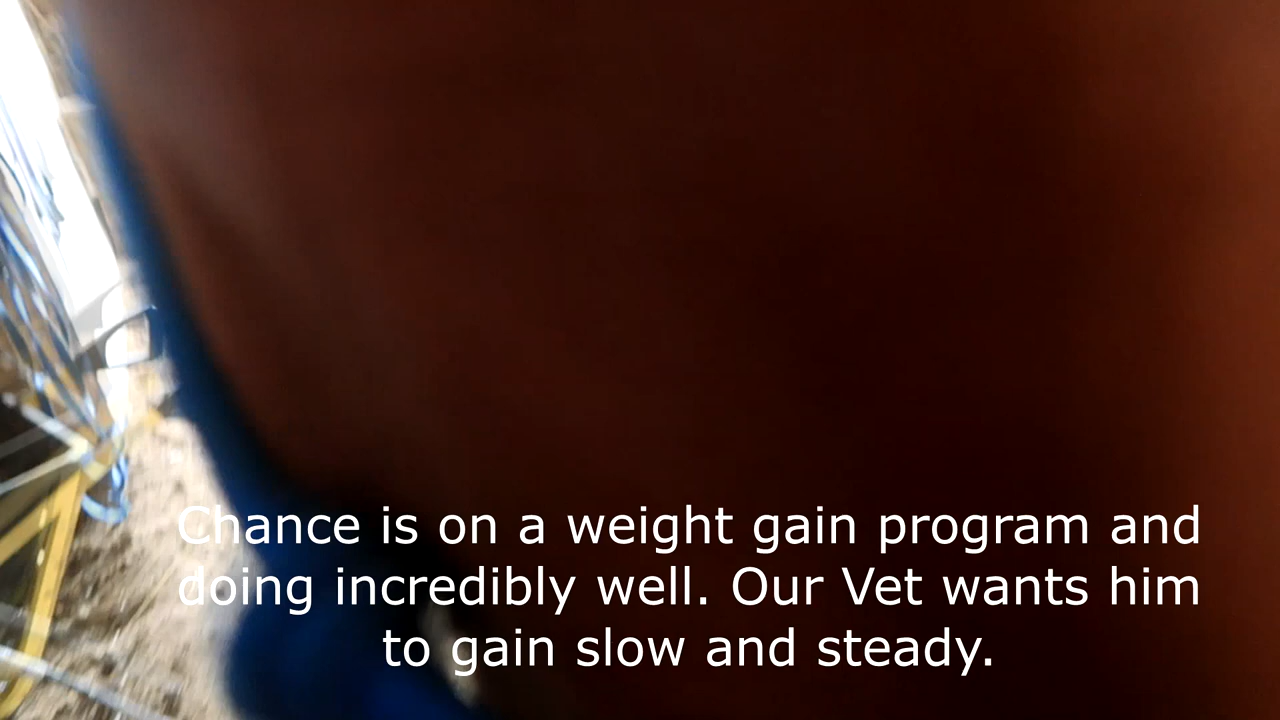 Chance is on a weight gain program and
doing incredibly well. Our Vet wants him
to gain slow and steady.